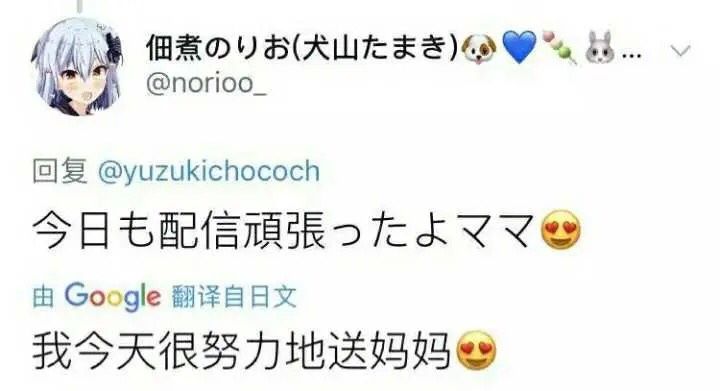 佃煮のりお(犬山たまき)🐶💙🍡🐰...
@norioo_
回复 @yuzukichococh
今日も配信頑張ったよママ😍
由 Google 翻译自日文
我今天很努力地送妈妈😍